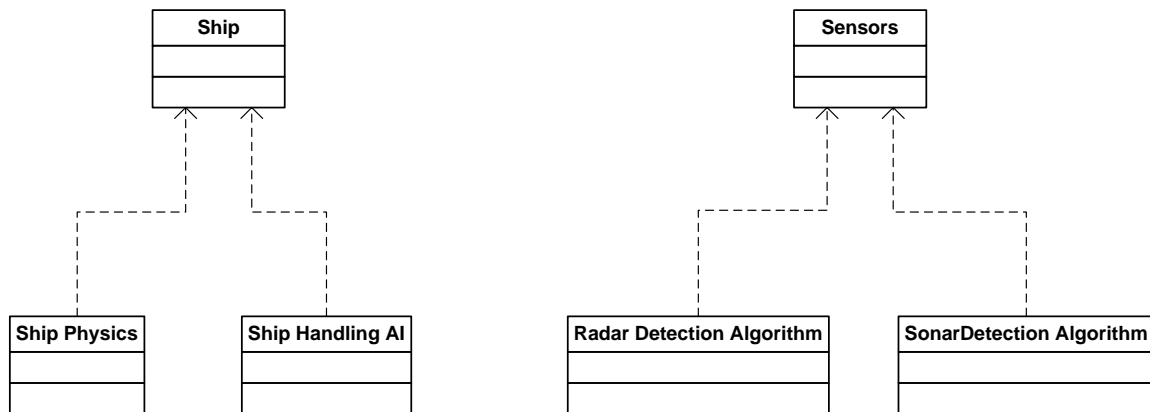 Ship
Sensors
Ship Physics
Ship Handling AI
Radar Detection Algorithm
SonarDetection Algorithm